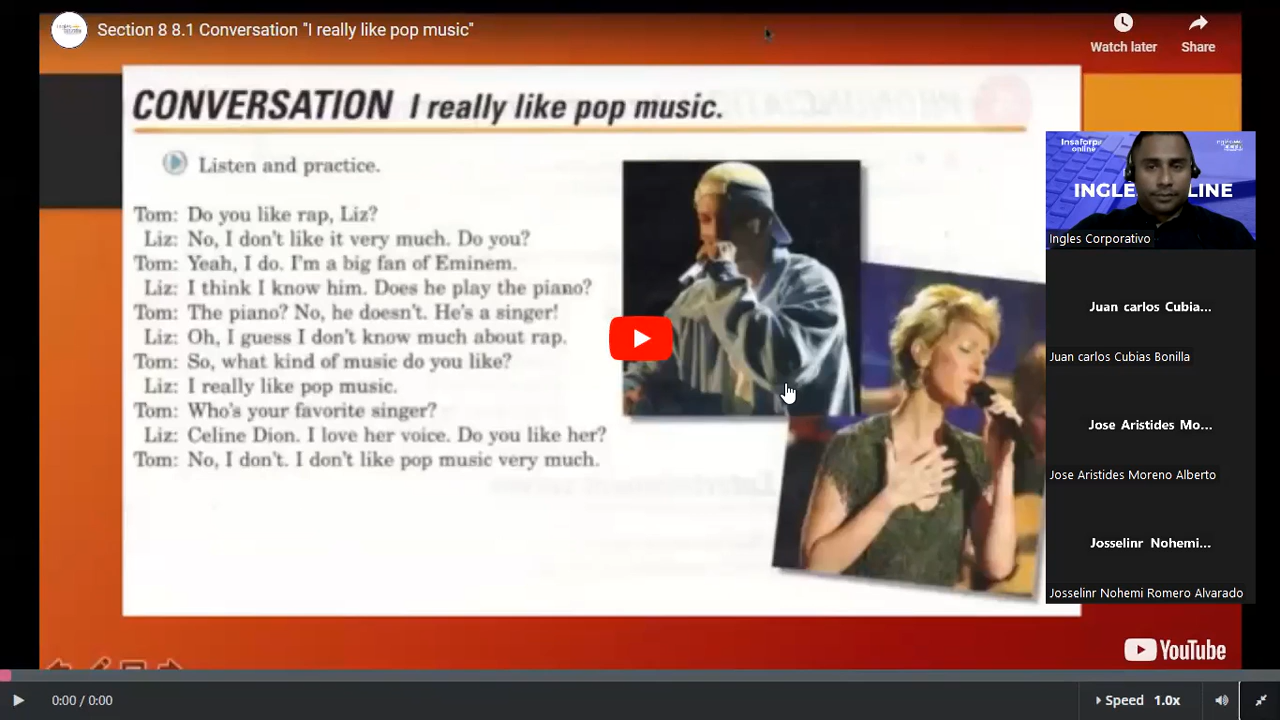 Section 8 8.1 Conversation "I really like pop music"
Watch later
Share
CONVERSATION I really like pop music.
Listen and practice.
Tom: Do you like rap, Liz?
Liz: No, I don't like it very much. Do you?
Tom: Yeah, I do. I'm a big fan of Eminem.
Liz: I think I know him. Does he play the piano?
Tom: The piano? No, he doesn't. He's a singer!
Liz: Oh, I guess I don't know much about rap.
Tom: So, what kind of music do you like?
Liz: I really like pop music.
Tom: Who's your favorite singer?
Liz: Celine Dion. I love her voice. Do you like her?
Tom: No, I don't. I don't like pop music very much.
Insaforp
online
INGLE LINE
Ingles Corporativo
Juan carlos Cubia...
Juan carlos Cubias Bonilla
Jose Aristides Mo...
Jose Aristides Moreno Alberto
Josselinr Nohemi...
Josselinr Nohemi Romero Alvarado
YouTube
0:00 / 0:00
Speed 1.0x